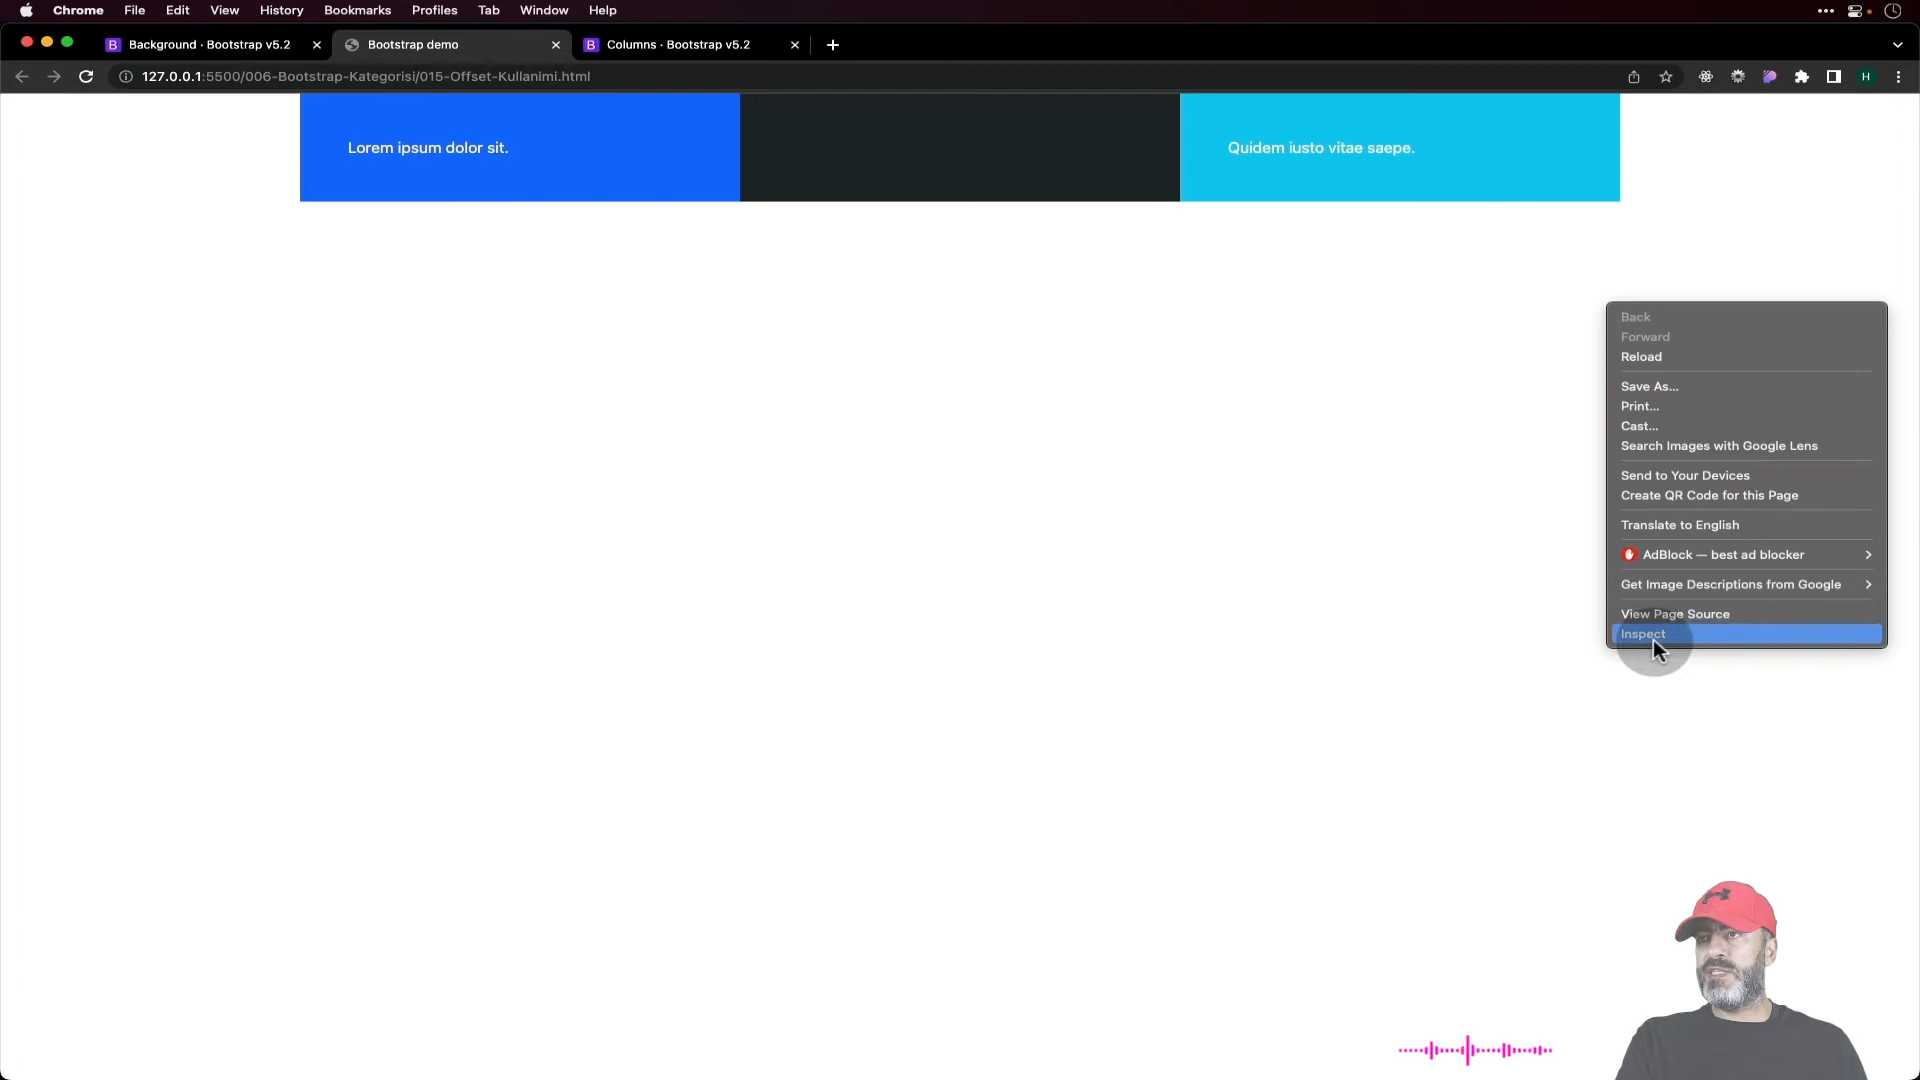 Chrome File Edit View History Bookmarks Profiles Tab Window Help
Background · Bootstrap v5.2
Bootstrap demo
Columns · Bootstrap v5.2
127.0.0.1:5500/006-Bootstrap-Kategorisi/015-Offset-Kullanimi.html
H
Lorem ipsum dolor sit.
Quidem iusto vitae saepe.
Back
Forward
Reload
Save As...
Print...
Cast...
Search Images with Google Lens
Send to Your Devices
Create QR Code for this Page
Translate to English
AdBlock — best ad blocker
Get Image Descriptions from Google
View Page Source
Inspect